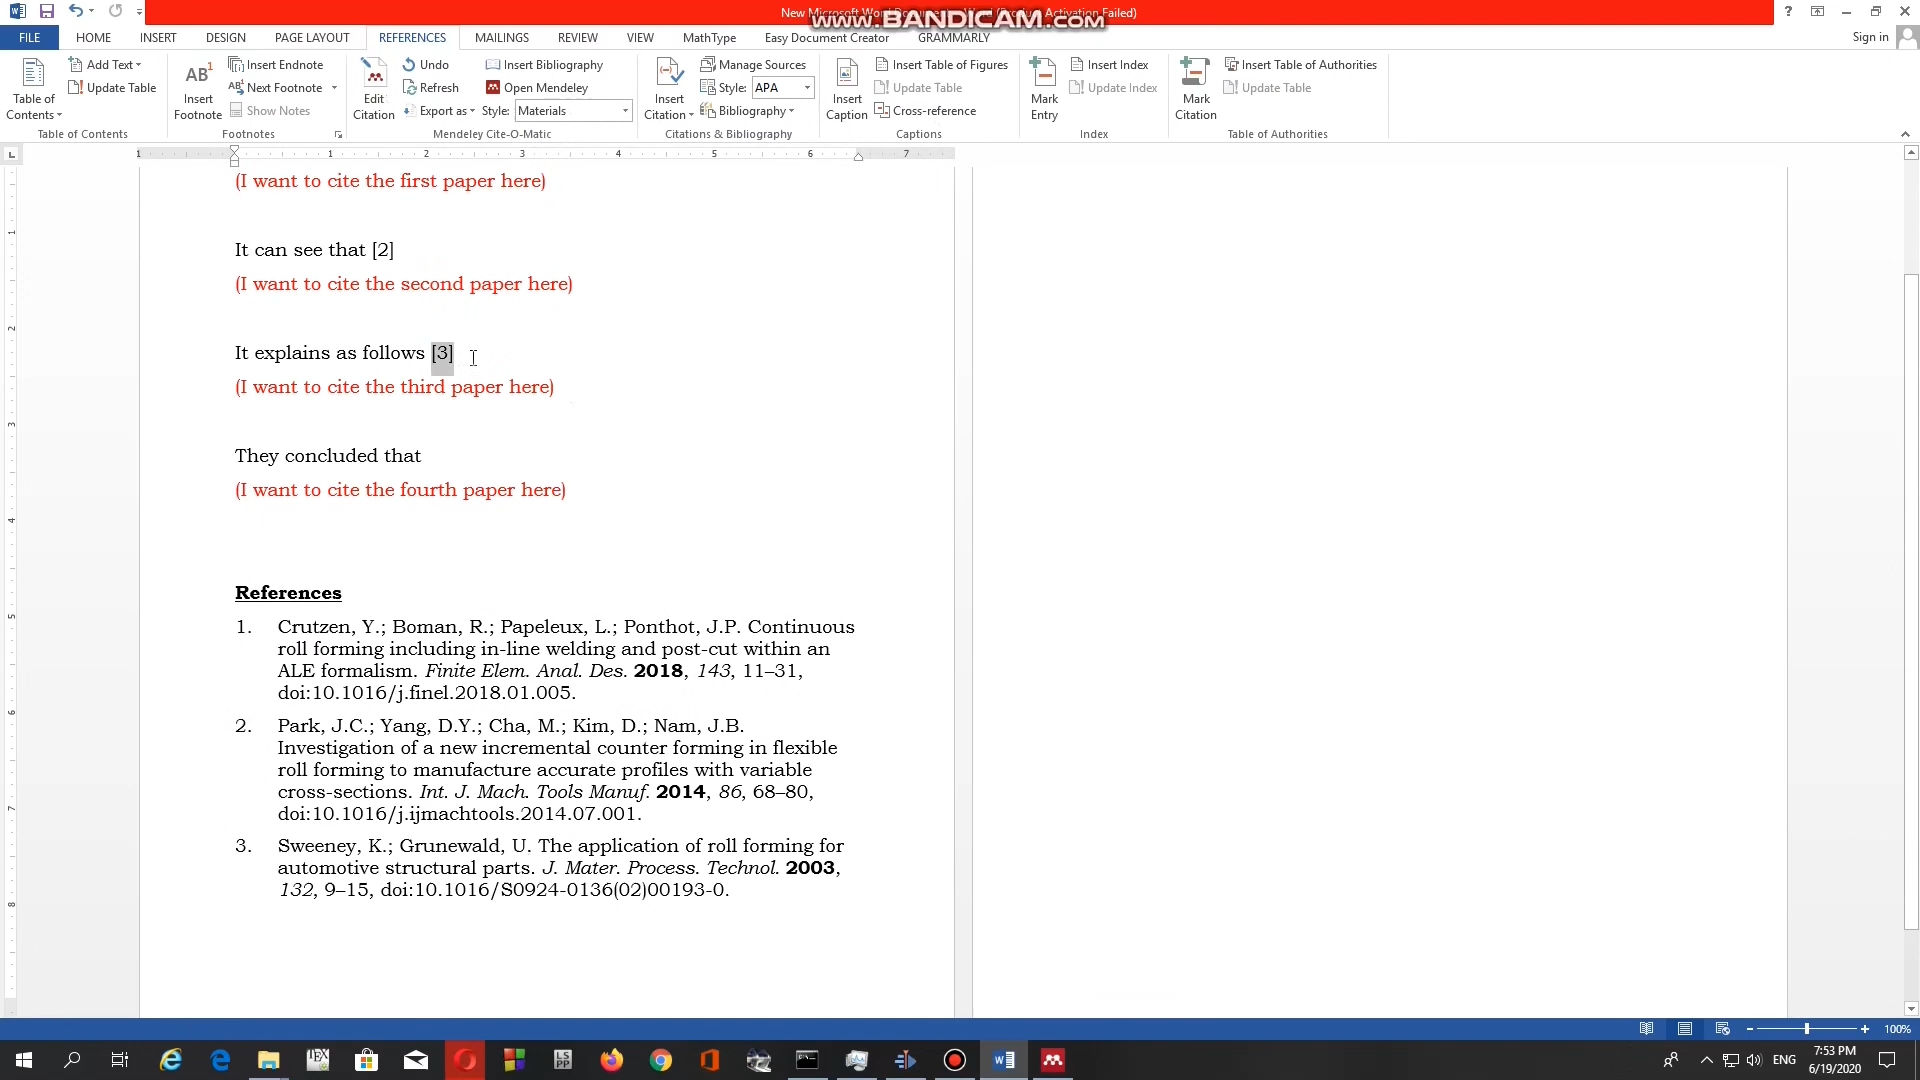 New Microsoft Word Document - Word (Product Activation Failed)
www.BANDICAM.com
FILE HOME INSERT DESIGN PAGE LAYOUT REFERENCES MAILINGS REVIEW VIEW MathType Easy Document Creator GRAMMARLY Sign in
Table of Contents
Add Text
Update Table
Table of Contents
AB1
Insert Footnote
Insert Endnote
Next Footnote
Show Notes
Footnotes
Edit Citation
Undo
Refresh
Export as
Insert Bibliography
Open Mendeley
Style: Materials
Mendeley Cite-O-Matic
Insert Citation
Manage Sources
Style: APA
Bibliography
Citations & Bibliography
Insert Caption
Insert Table of Figures
Update Table
Cross-reference
Captions
Mark Entry
Insert Index
Update Index
Index
Mark Citation
Insert Table of Authorities
Update Table
Table of Authorities
1 1 2 3 4 5 6 7
(I want to cite the first paper here)
It can see that [2]
(I want to cite the second paper here)
It explains as follows [3]
(I want to cite the third paper here)
They concluded that
(I want to cite the fourth paper here)
References
1. Crutzen, Y.; Boman, R.; Papeleux, L.; Ponthot, J.P. Continuous
roll forming including in-line welding and post-cut within an
ALE formalism. Finite Elem. Anal. Des. 2018, 143, 11–31,
doi:10.1016/j.finel.2018.01.005.
2. Park, J.C.; Yang, D.Y.; Cha, M.; Kim, D.; Nam, J.B.
Investigation of a new incremental counter forming in flexible
roll forming to manufacture accurate profiles with variable
cross-sections. Int. J. Mach. Tools Manuf. 2014, 86, 68–80,
doi:10.1016/j.ijmachtools.2014.07.001.
3. Sweeney, K.; Grunewald, U. The application of roll forming for
automotive structural parts. J. Mater. Process. Technol. 2003,
132, 9–15, doi:10.1016/S0924-0136(02)00193-0.
100%
ENG
7:53 PM
6/19/2020